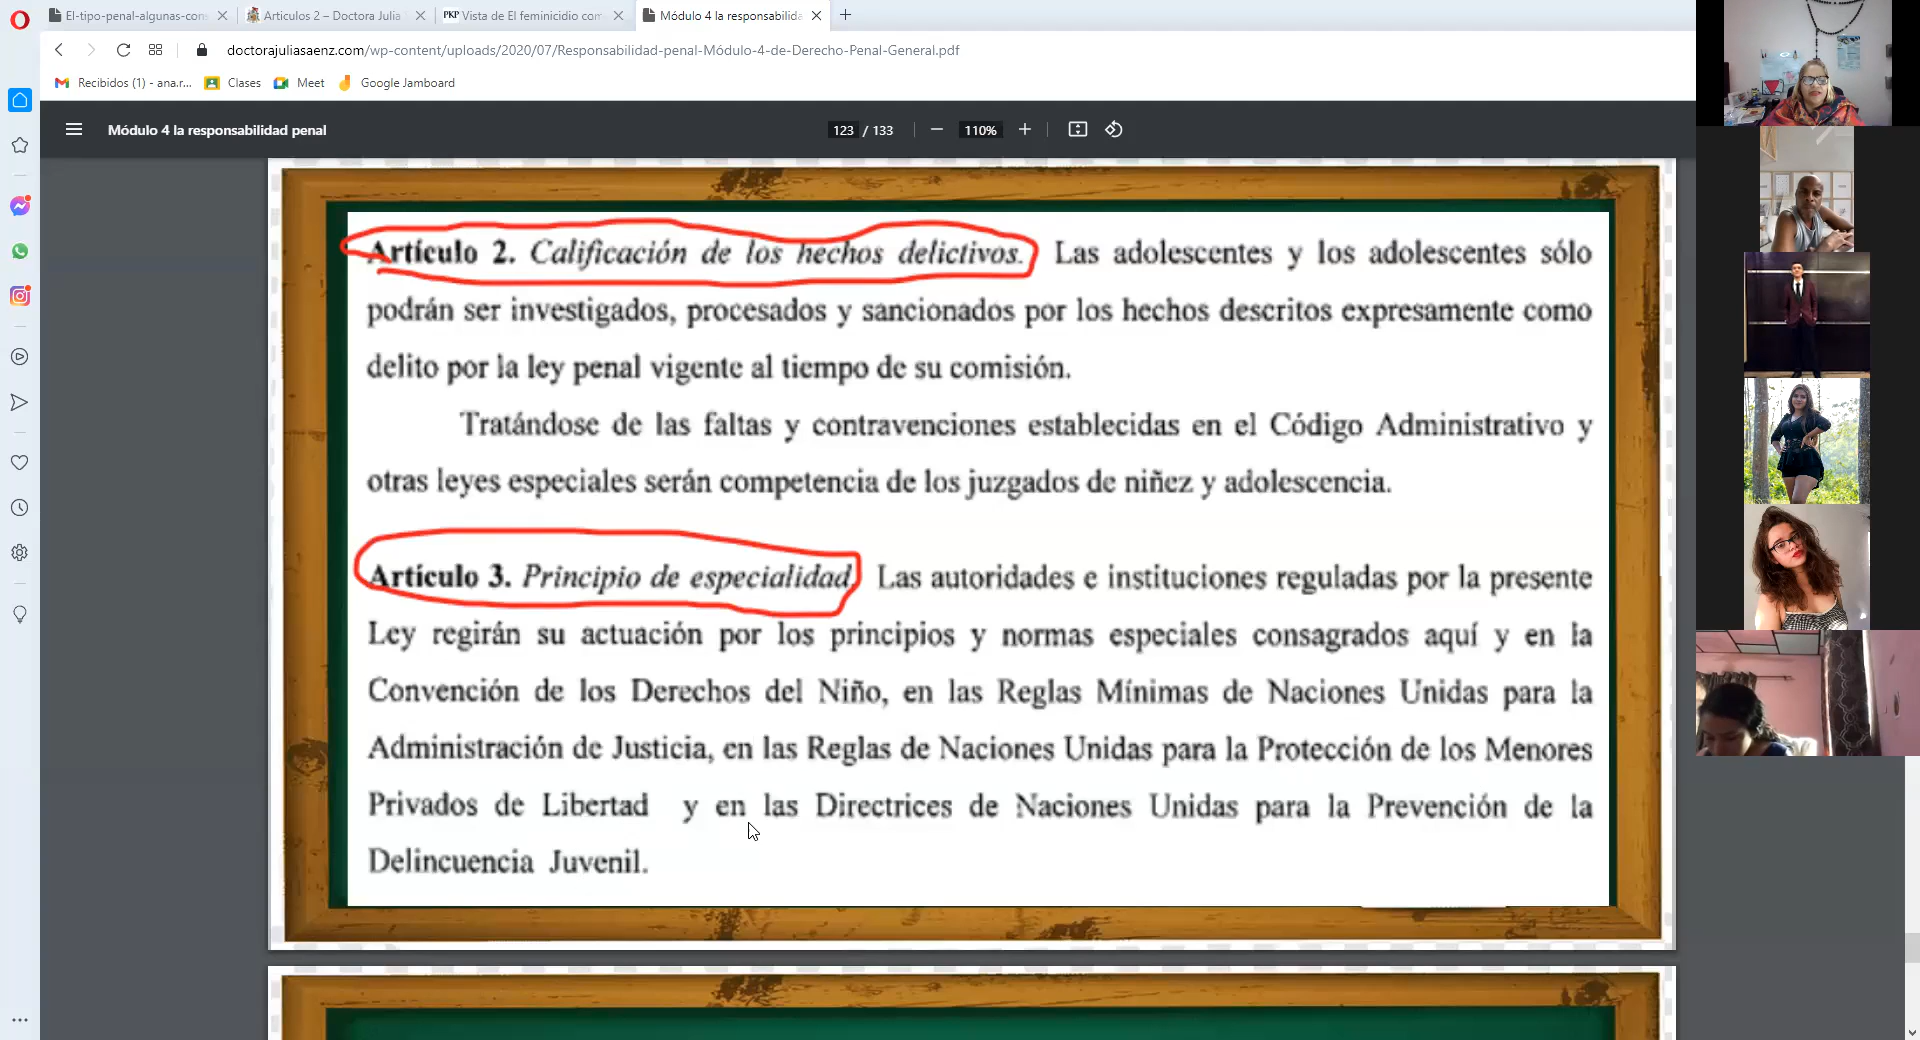 El-tipo-penal-algunas-con
Articulos 2 – Doctora Julia
PKP Vista de El feminicidio com
Módulo 4 la responsabilida
doctorajuliasaenz.com/wp-content/uploads/2020/07/Responsabilidad-penal-Módulo-4-de-Derecho-Penal-General.pdf
Recibidos (1) - ana.r...
Clases
Meet
Google Jamboard
Módulo 4 la responsabilidad penal
123 / 133
110%
Artículo 2. Calificación de los hechos delictivos. Las adolescentes y los adolescentes sólo
podrán ser investigados, procesados y sancionados por los hechos descritos expresamente como
delito por la ley penal vigente al tiempo de su comisión.
Tratándose de las faltas y contravenciones establecidas en el Código Administrativo y
otras leyes especiales serán competencia de los juzgados de niñez y adolescencia.
Artículo 3. Principio de especialidad. Las autoridades e instituciones reguladas por la presente
Ley regirán su actuación por los principios y normas especiales consagrados aquí y en la
Convención de los Derechos del Niño, en las Reglas Mínimas de Naciones Unidas para la
Administración de Justicia, en las Reglas de Naciones Unidas para la Protección de los Menores
Privados de Libertad y en las Directrices de Naciones Unidas para la Prevención de la
Delincuencia Juvenil.